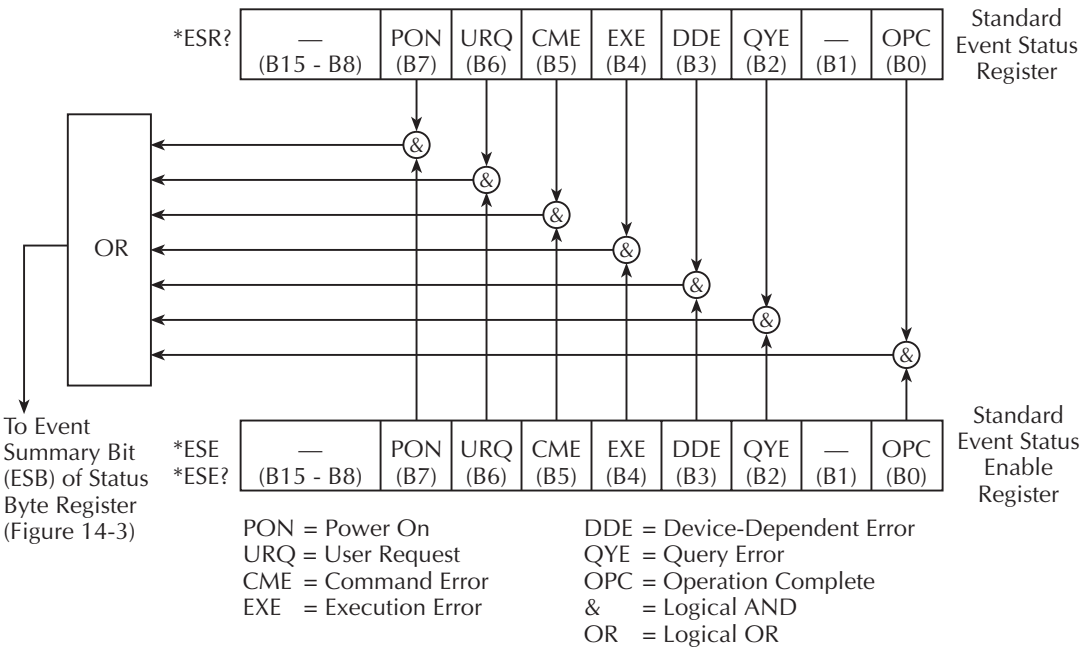 *ESR?
— PON URQ CME EXE DDE QYE — OPC
(B15 - B8) (B7) (B6) (B5) (B4) (B3) (B2) (B1) (B0)
Standard
Event Status
Register
&
&
&
OR
&
&
&
&
To Event
Summary Bit
(ESB) of Status
Byte Register
(Figure 14-3)
*ESE
*ESE?
— PON URQ CME EXE DDE QYE — OPC
(B15 - B8) (B7) (B6) (B5) (B4) (B3) (B2) (B1) (B0)
Standard
Event Status
Enable
Register
PON = Power On
URQ = User Request
CME = Command Error
EXE = Execution Error
DDE = Device-Dependent Error
QYE = Query Error
OPC = Operation Complete
& = Logical AND
OR = Logical OR